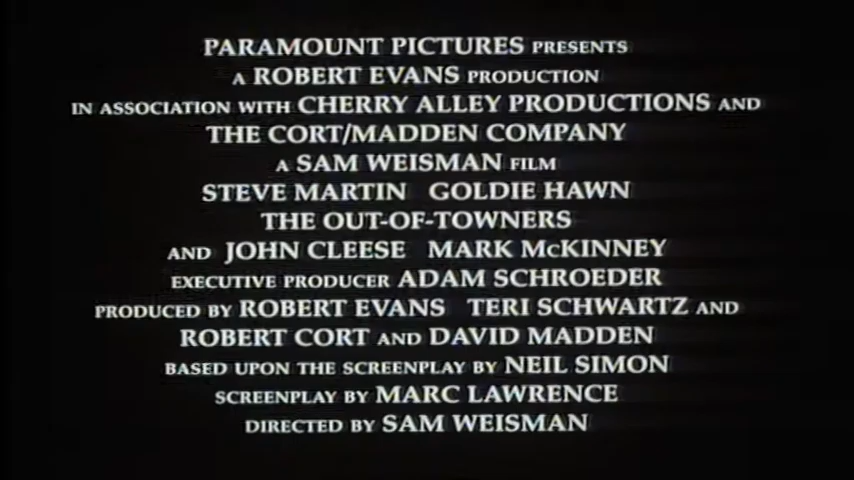 PARAMOUNT PICTURES PRESENTS
A ROBERT EVANS PRODUCTION
IN ASSOCIATION WITH CHERRY ALLEY PRODUCTIONS AND
THE CORT/MADDEN COMPANY
A SAM WEISMAN FILM
STEVE MARTIN GOLDIE HAWN
THE OUT-OF-TOWNERS
AND JOHN CLEESE MARK McKINNEY
EXECUTIVE PRODUCER ADAM SCHROEDER
PRODUCED BY ROBERT EVANS TERI SCHWARTZ AND
ROBERT CORT AND DAVID MADDEN
BASED UPON THE SCREENPLAY BY NEIL SIMON
SCREENPLAY BY MARC LAWRENCE
DIRECTED BY SAM WEISMAN